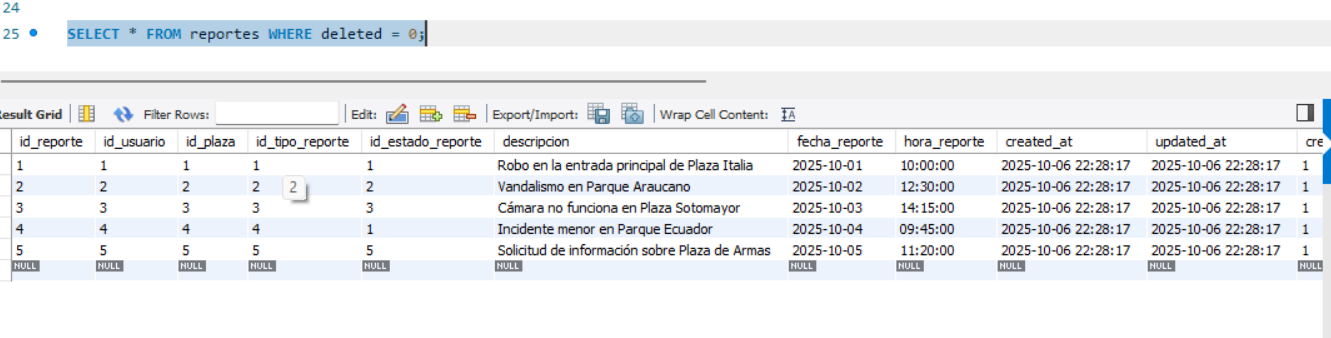 24
25 SELECT * FROM reportes WHERE deleted = 0;
Result Grid Filter Rows: Edit: Export/Import: Wrap Cell Content: IA
id_reporte id_usuario id_plaza id_tipo_reporte id_estado_reporte descripcion fecha_reporte hora_reporte created_at updated_at cre
1 1 1 1 1 Robo en la entrada principal de Plaza Italia 2025-10-01 10:00:00 2025-10-06 22:28:17 2025-10-06 22:28:17 1
2 2 2 2 2 2 Vandalismo en Parque Araucano 2025-10-02 12:30:00 2025-10-06 22:28:17 2025-10-06 22:28:17 1
3 3 3 3 3 Cámara no funciona en Plaza Sotomayor 2025-10-03 14:15:00 2025-10-06 22:28:17 2025-10-06 22:28:17 1
4 4 4 4 1 Incidente menor en Parque Ecuador 2025-10-04 09:45:00 2025-10-06 22:28:17 2025-10-06 22:28:17 1
5 5 5 5 5 Solicitud de información sobre Plaza de Armas 2025-10-05 11:20:00 2025-10-06 22:28:17 2025-10-06 22:28:17 1
NULL NULL NULL NULL NULL NULL NULL NULL NULL NULL NULL